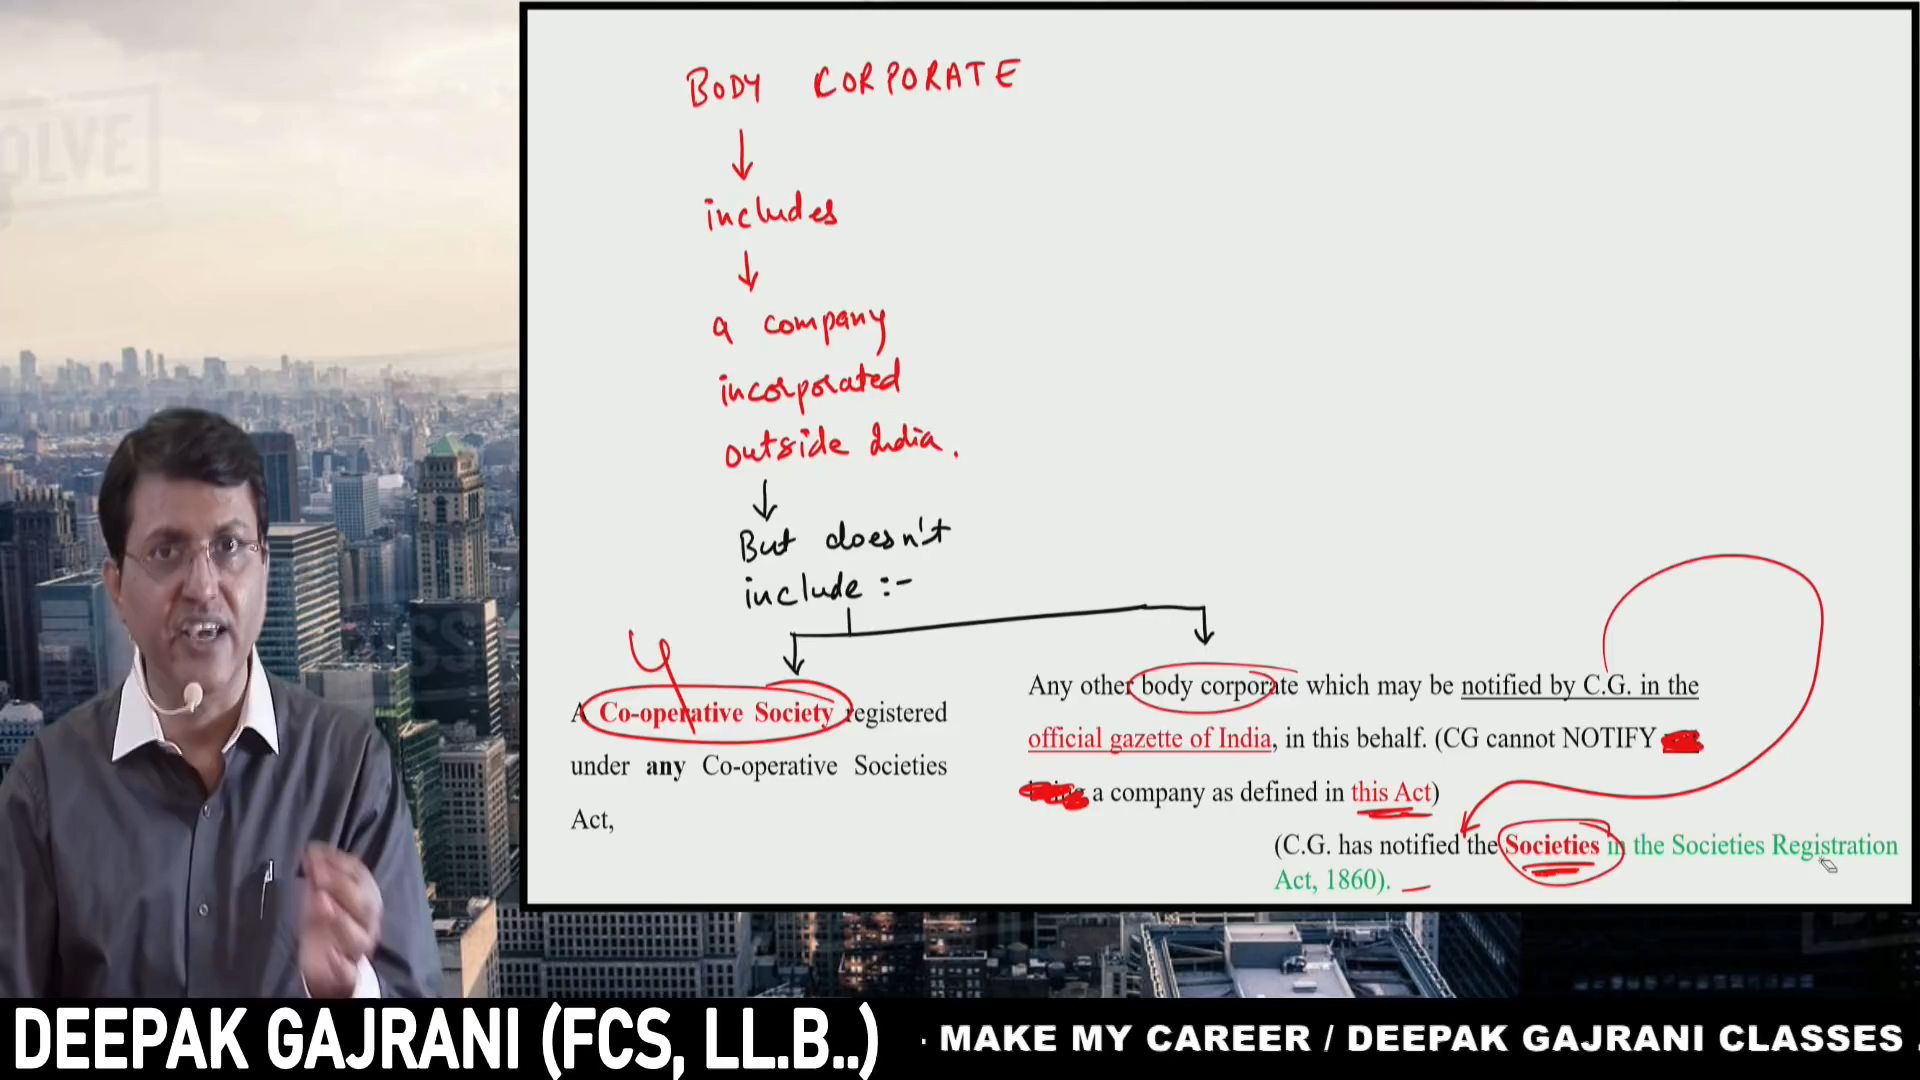 OLVE
BODY CORPORATE
includes
a company
incorporated
outside India.
But doesn't
include :-
A Co-operative Society registered
under any Co-operative Societies
Act,
Any other body corporate which may be notified by C.G. in the
official gazette of India, in this behalf. (CG cannot NOTIFY
a company as defined in this Act)
(C.G. has notified the Societies in the Societies Registration
Act, 1860).
DEEPAK GAJRANI (FCS, LL.B..)
· MAKE MY CAREER / DEEPAK GAJRANI CLASSES .